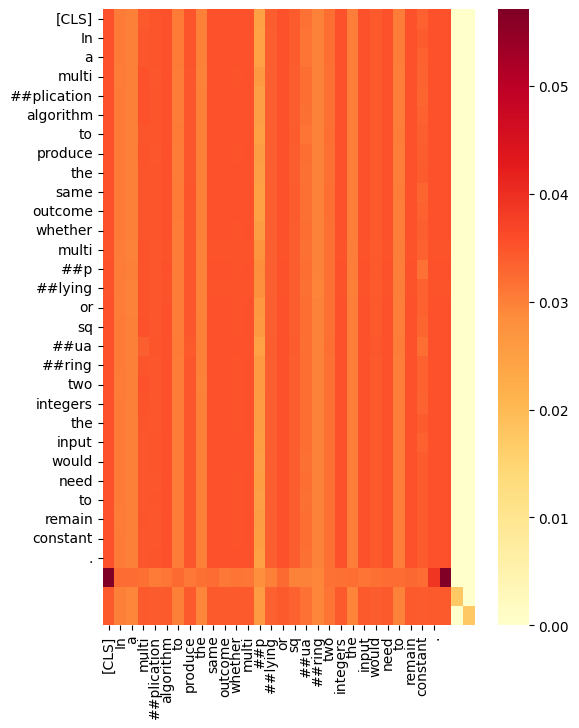 [CLS]
In
a
multi
##plication
algorithm
to
produce
the
same
outcome
whether
multi
##p
##lying
or
sq
##ua
##ring
two
integers
the
input
would
need
to
remain
constant
.
[CLS]
In
a
multi
##plication
algorithm
to
produce
the
same
outcome
whether
multi
##p
##lying
or
sq
##ua
##ring
two
integers
the
input
would
need
to
remain
constant
.
0.05
0.04
0.03
0.02
0.01
0.00